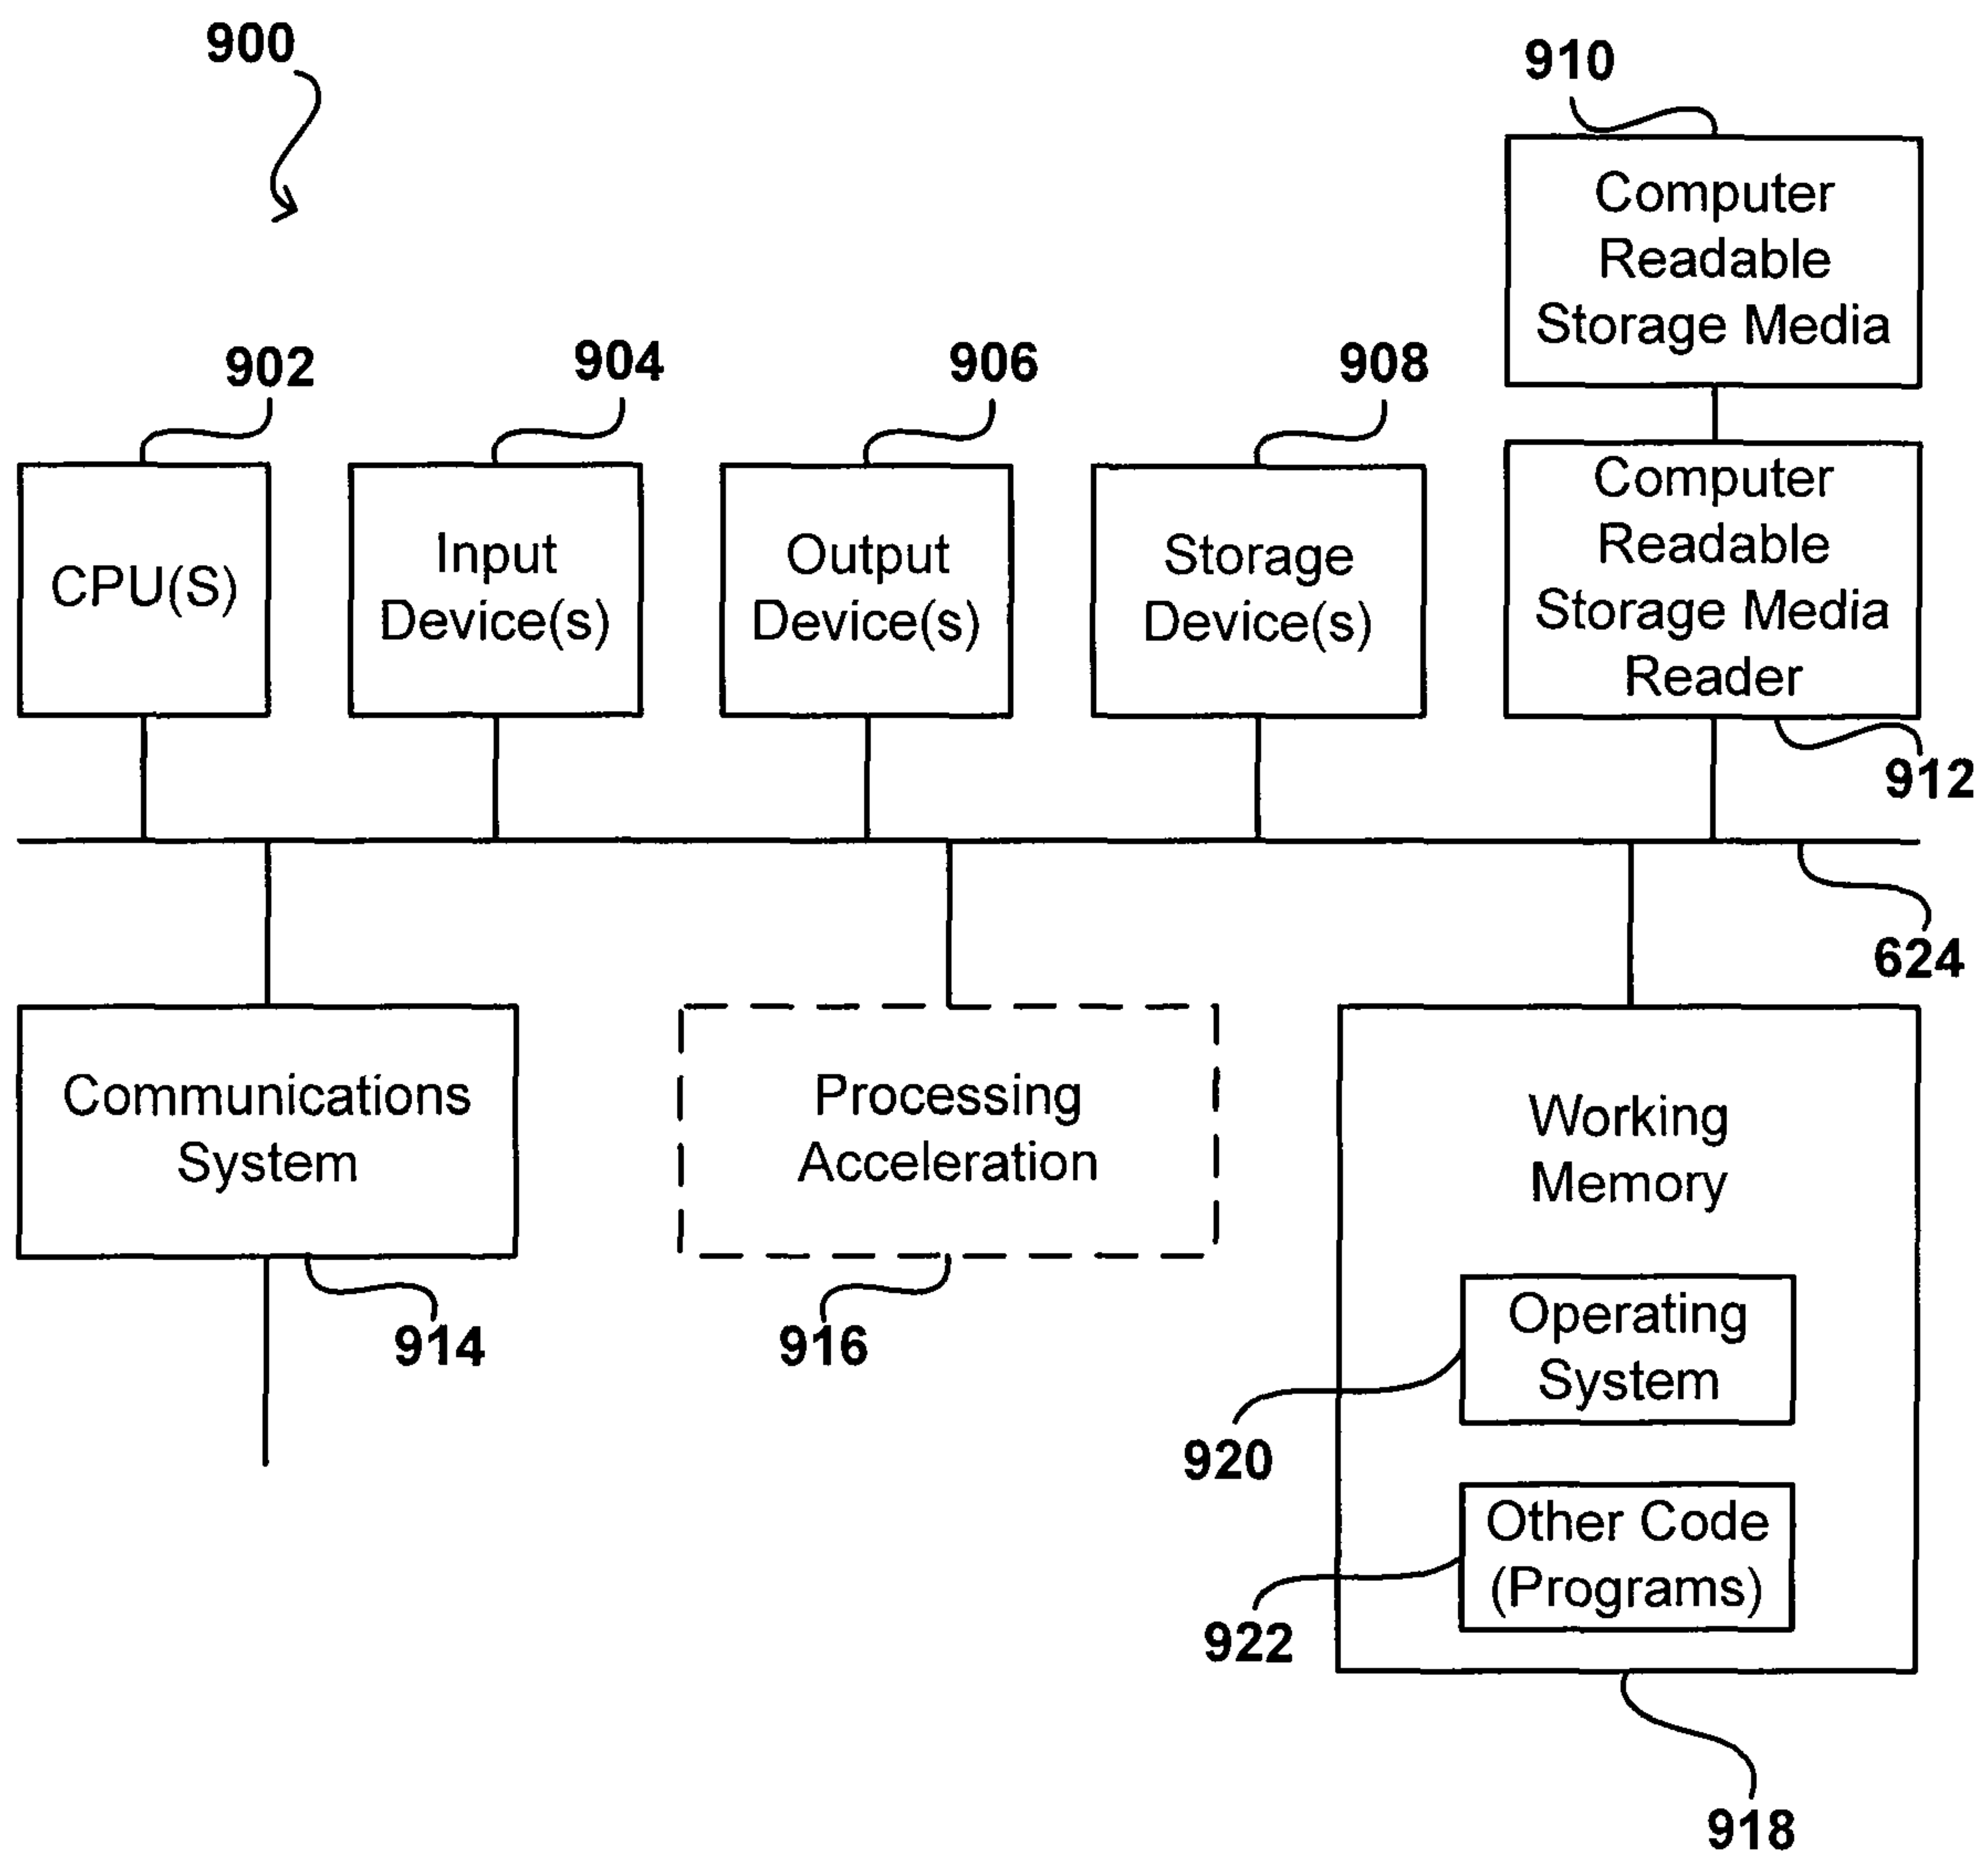 900
910
Computer
Readable
Storage Media
902
904
906
908
CPU(S)
Input
Device(s)
Output
Device(s)
Storage
Device(s)
Computer
Readable
Storage Media
Reader
912
624
Communications
System
914
Processing
Acceleration
916
Working
Memory
Operating
System
920
Other Code
(Programs)
922
918